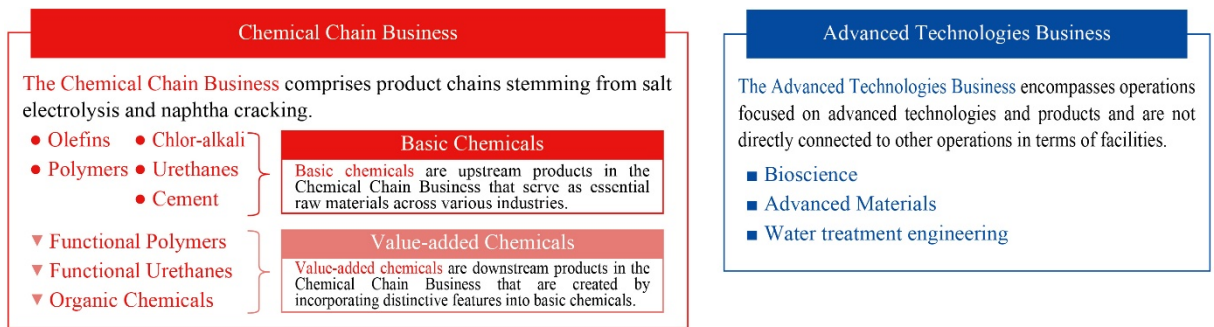 Chemical Chain Business
The Chemical Chain Business comprises product chains stemming from salt
electrolysis and naphtha cracking.
● Olefins
● Polymers
● Chlor-alkali
● Urethanes
● Cement
Basic Chemicals
Basic chemicals are upstream products in the
Chemical Chain Business that serve as essential
raw materials across various industries.
▼ Functional Polymers
▼ Functional Urethanes
▼ Organic Chemicals
Value-added Chemicals
Value-added chemicals are downstream products in the
Chemical Chain Business that are created by
incorporating distinctive features into basic chemicals.
Advanced Technologies Business
The Advanced Technologies Business encompasses operations
focused on advanced technologies and products and are not
directly connected to other operations in terms of facilities.
■ Bioscience
■ Advanced Materials
■ Water treatment engineering